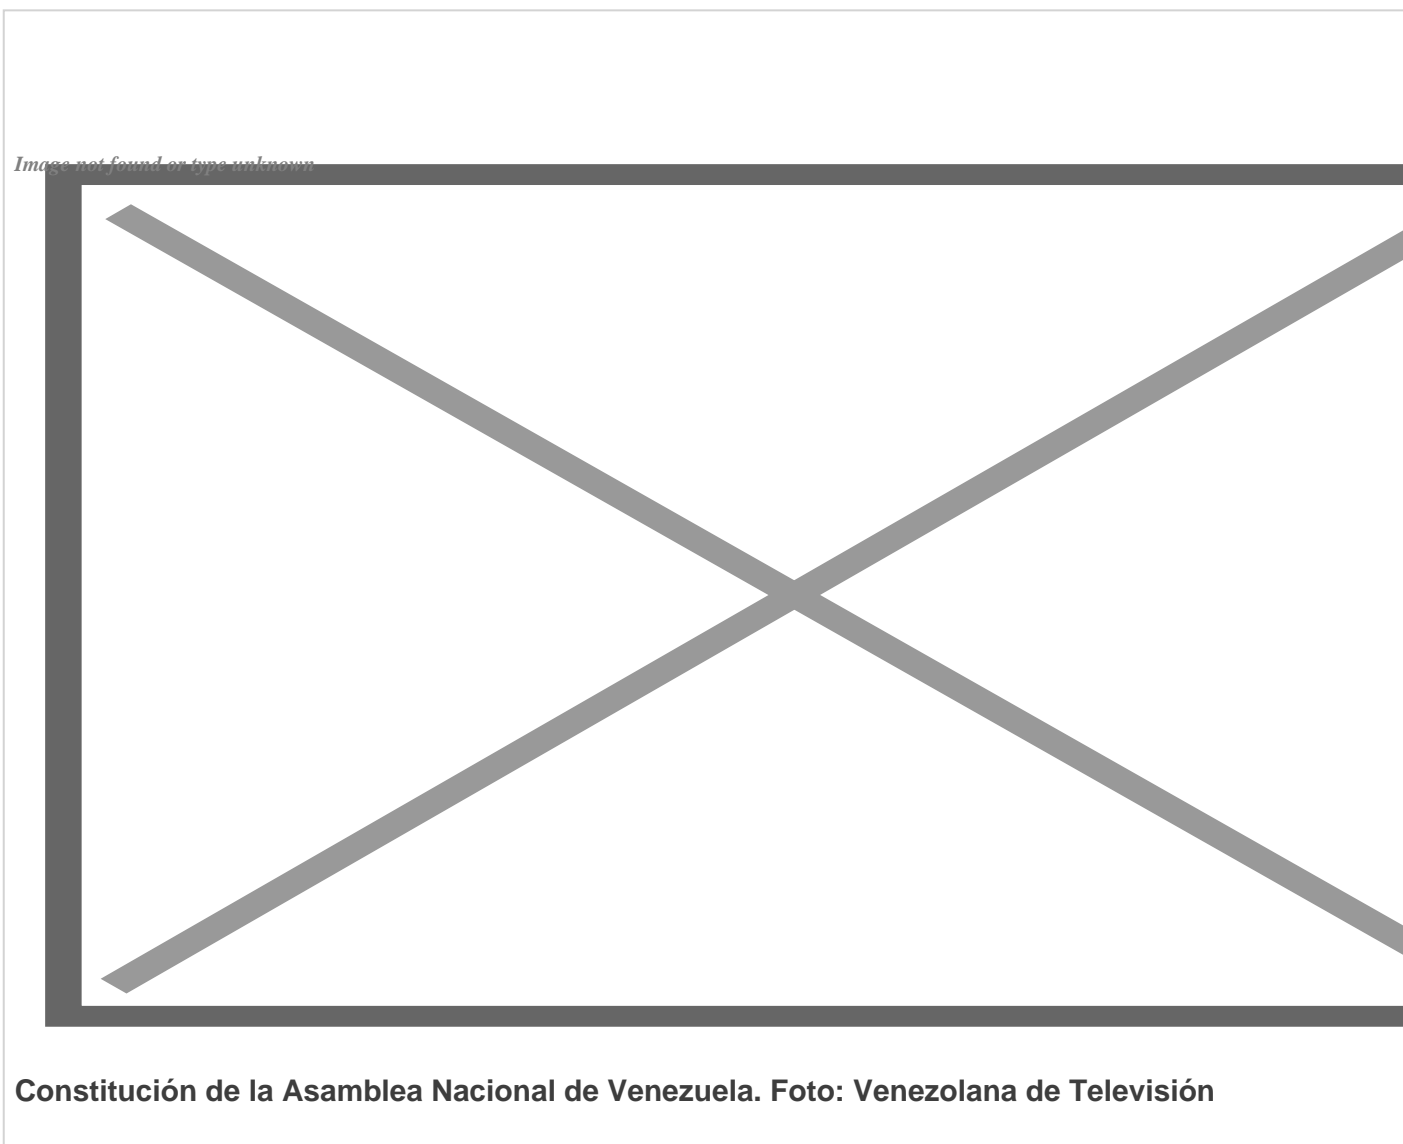 Image not found or type unknown
Constitución de la Asamblea Nacional de Venezuela. Foto: Venezolana de Televisión